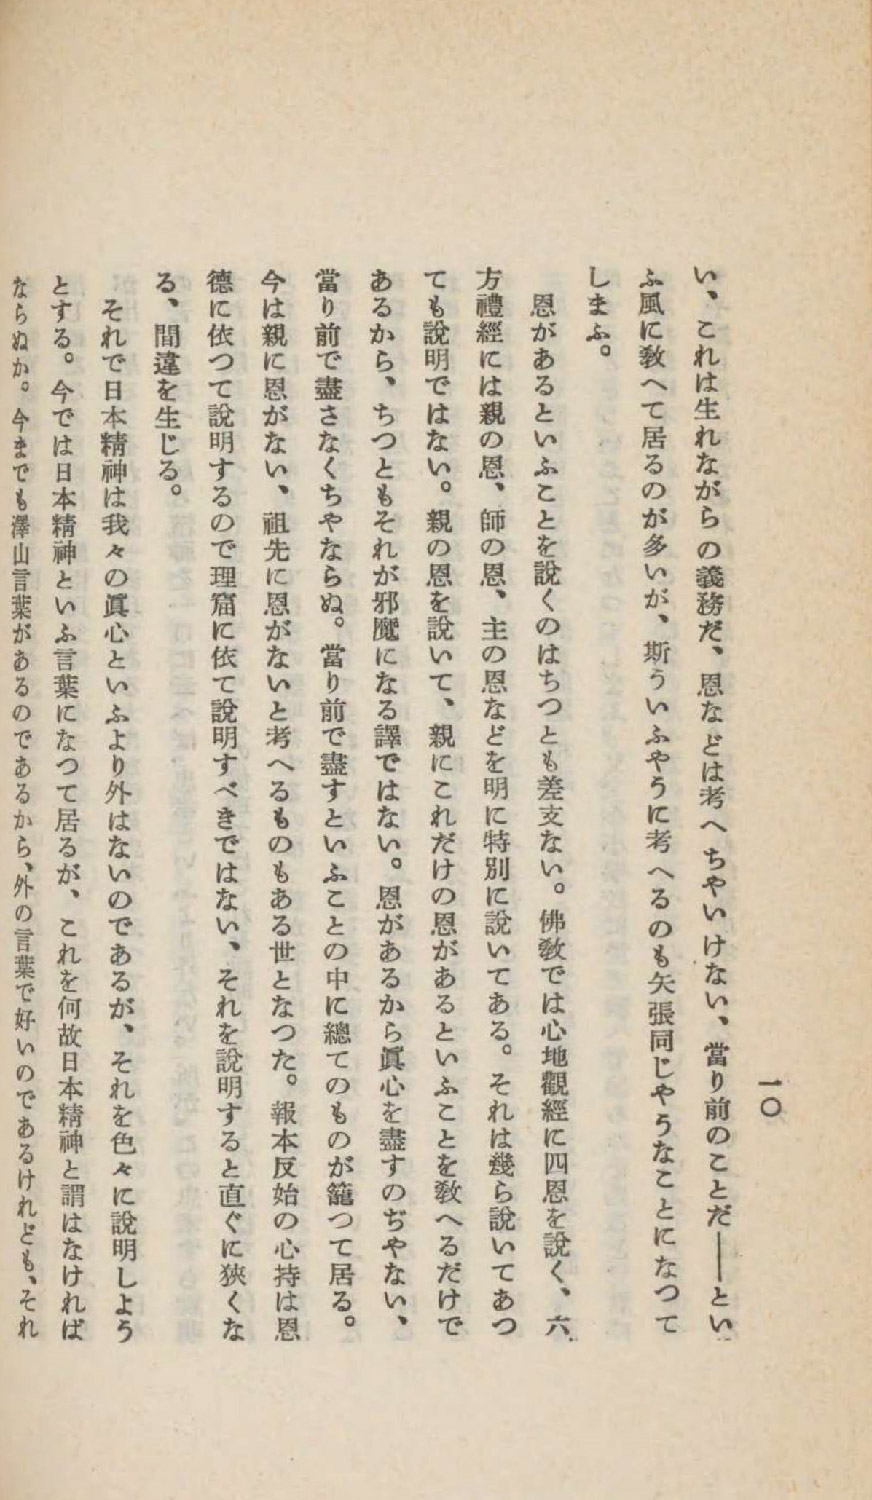 い、これは生れながらの義務だ、恩などは考へちやいけない、當り前のことだ――とい
ふ風に敎へて居るのが多いが、斯ういふやうに考へるのも矢張同じやうなことになつて
しまふ。
恩があるといふことを說くのはちつとも差支ない。佛敎では心地觀經に四恩を說く、六
方禮經には親の恩、師の恩、主の恩などを明に特別に說いてある。それは幾ら說いてあつ
ても說明ではない。親の恩を說いて、親にこれだけの恩があるといふことを敎へるだけで
あるから、ちつともそれが邪魔になる譯ではない。恩があるから眞心を盡すのぢやない、
當り前で盡さなくちやならぬ。當り前で盡すといふことの中に總てのものが籠つて居る。
今は親に恩がない、祖先に恩がないと考へるものもある世となつた。報本反始の心持は恩
德に依つて說明するので理窟に依て說明すべきではない、それを說明すると直ぐに狹くな
る、間違を生じる。
それで日本精神は我々の眞心といふより外はないのであるが、それを色々に說明しよう
とする。今では日本精神といふ言葉になつて居るが、これを何故日本精神と謂はなければ
ならぬか。今までも澤山言葉があるのであるから、外の言葉で好いのであるけれども、それ
一〇